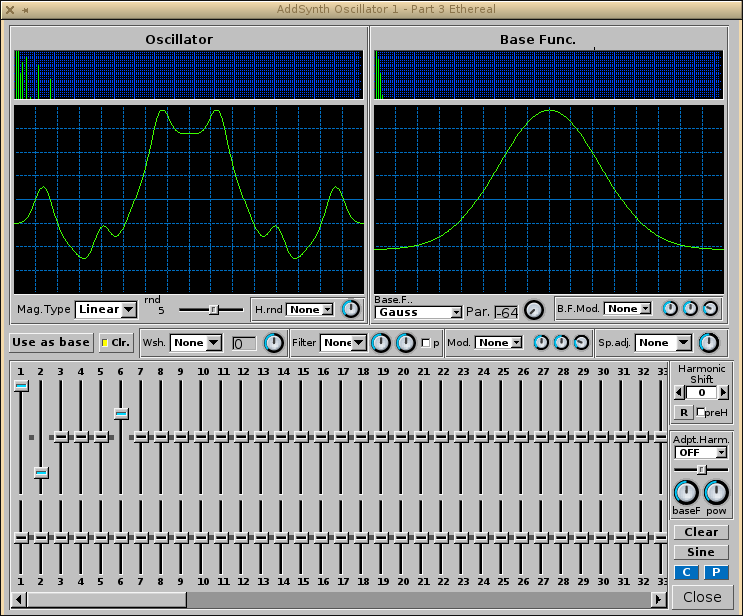 AddSynth Oscillator 1 - Part 3 Ethereal
Oscillator
Base Func.
Mag.Type Linear rnd 5 H.rnd None
Base.F.. Gauss Par. -64 B.F.Mod. None
Use as base Clr. Wsh. None 0 Filter None p Mod. None Sp.adj. None
1 2 3 4 5 6 7 8 9 10 11 12 13 14 15 16 17 18 19 20 21 22 23 24 25 26 27 28 29 30 31 32 33
Harmonic
Shift
0
R preH
Adpt.Harm.
OFF
baseF pow
Clear
Sine
C P
1 2 3 4 5 6 7 8 9 10 11 12 13 14 15 16 17 18 19 20 21 22 23 24 25 26 27 28 29 30 31 32 33
Close